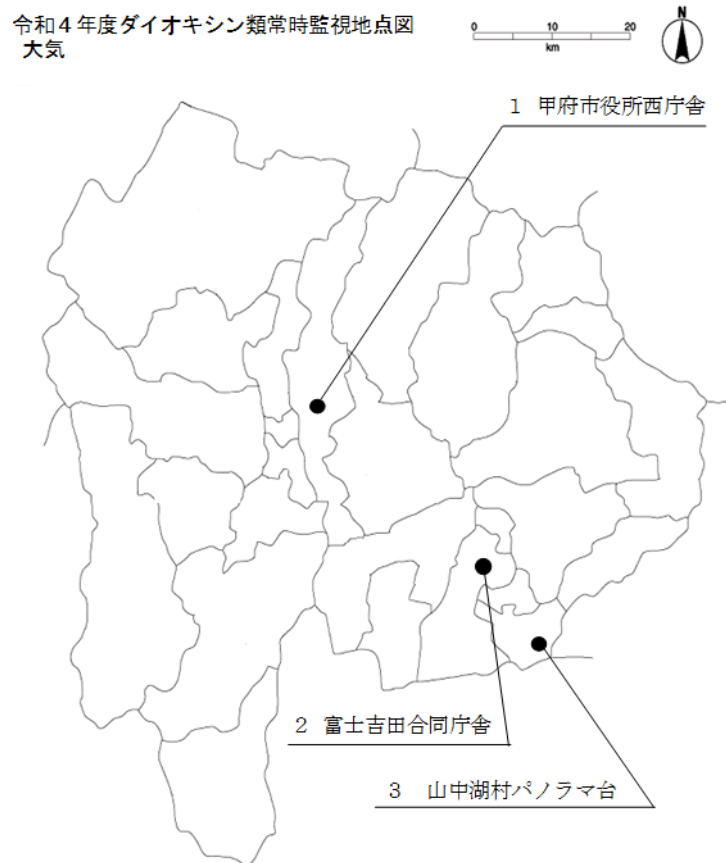 令和４年度ダイオキシン類常時監視地点図
大気
0 10 20
km
N
１ 甲府市役所西庁舎
２ 富士吉田合同庁舎
３ 山中湖村パノラマ台